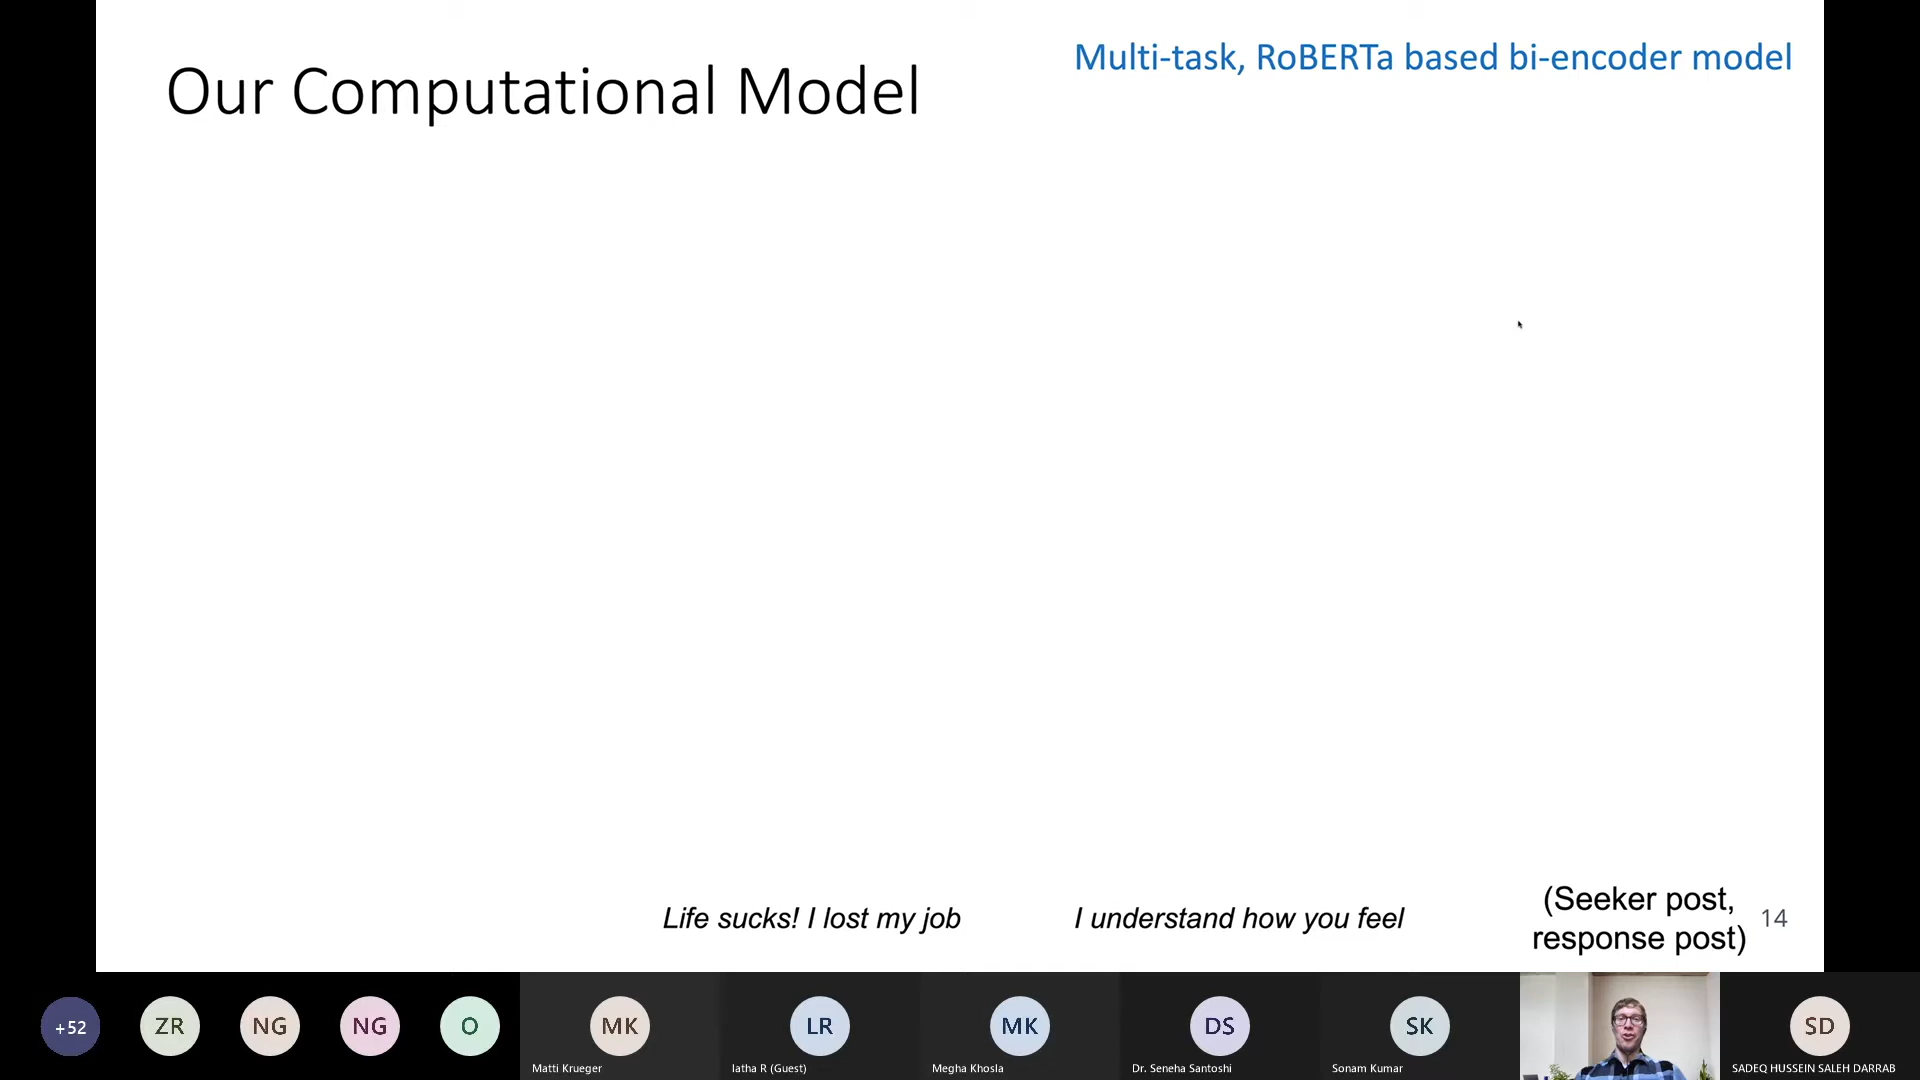 Multi-task, RoBERTa based bi-encoder model
Our Computational Model
Life sucks! I lost my job
I understand how you feel
(Seeker post,
response post)
14
+52
ZR
NG
NG
O
MK
LR
MK
DS
SK
SD
Matti Krueger
latha R (Guest)
Megha Khosla
Dr. Seneha Santoshi
Sonam Kumar
SADEQ HUSSEIN SALEH DARRAB